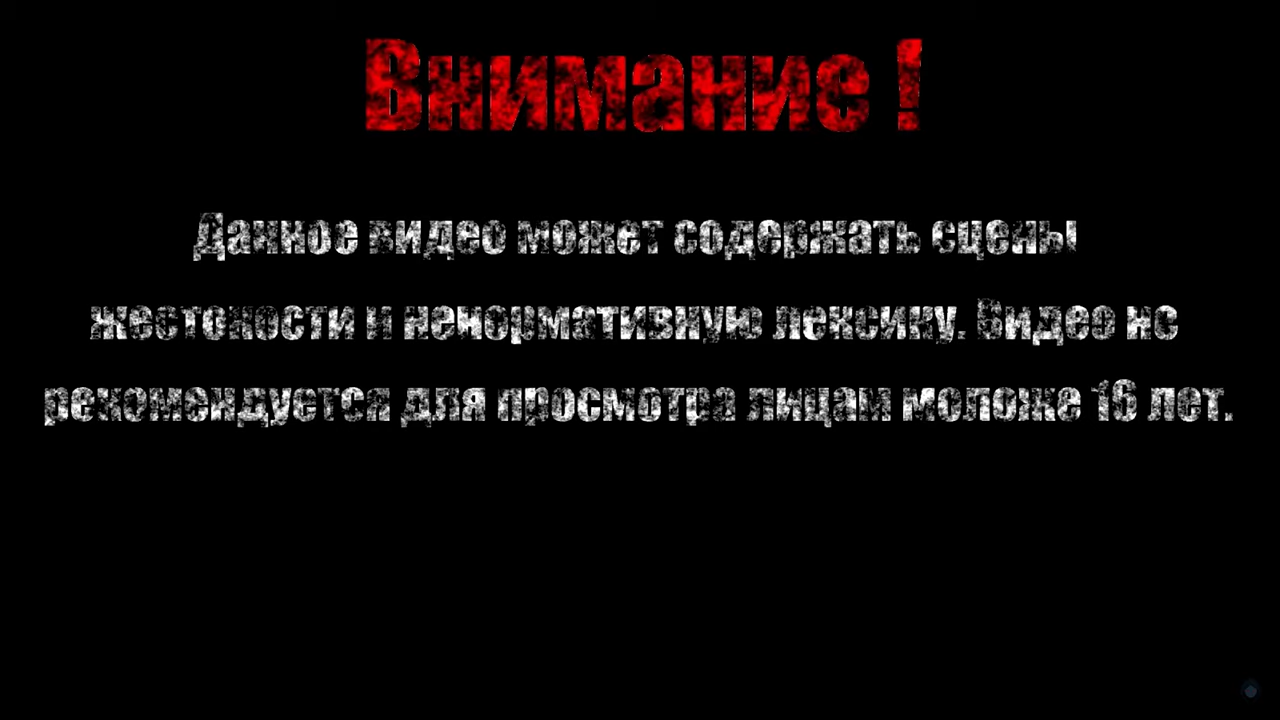 Внимание !
Данное видео может содержать сцены
жестокости и ненормативную лексику. Видео не
рекомендуется для просмотра лицам моложе 16 лет.